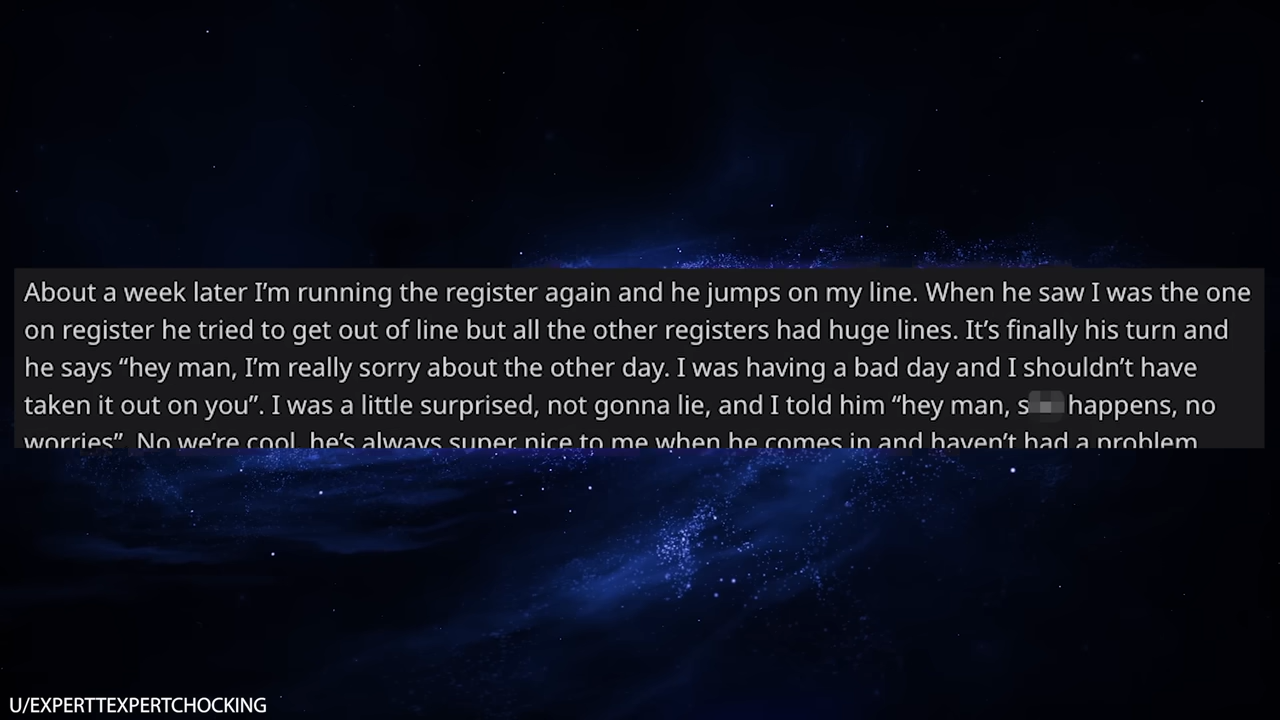 About a week later I’m running the register again and he jumps on my line. When he saw I was the one
on register he tried to get out of line but all the other registers had huge lines. It’s finally his turn and
he says “hey man, I’m really sorry about the other day. I was having a bad day and I shouldn’t have
taken it out on you”. I was a little surprised, not gonna lie, and I told him “hey man, s happens, no
worries”. No we’re cool, he’s always super nice to me when he comes in and haven’t had a problem
U/EXPERTTEXPERTCHOCKING